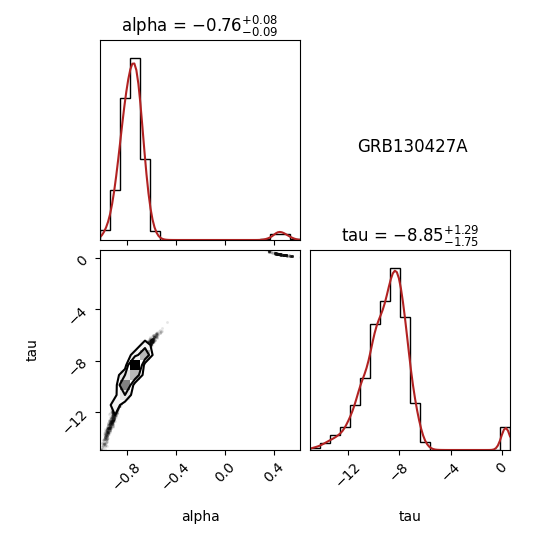 alpha = −0.76+0.08−0.09
GRB130427A
tau = −8.85+1.29−1.75
0
−4
−8
−12
tau
−0.8 −0.4 0.0 0.4
−12 −8 −4 0
alpha tau